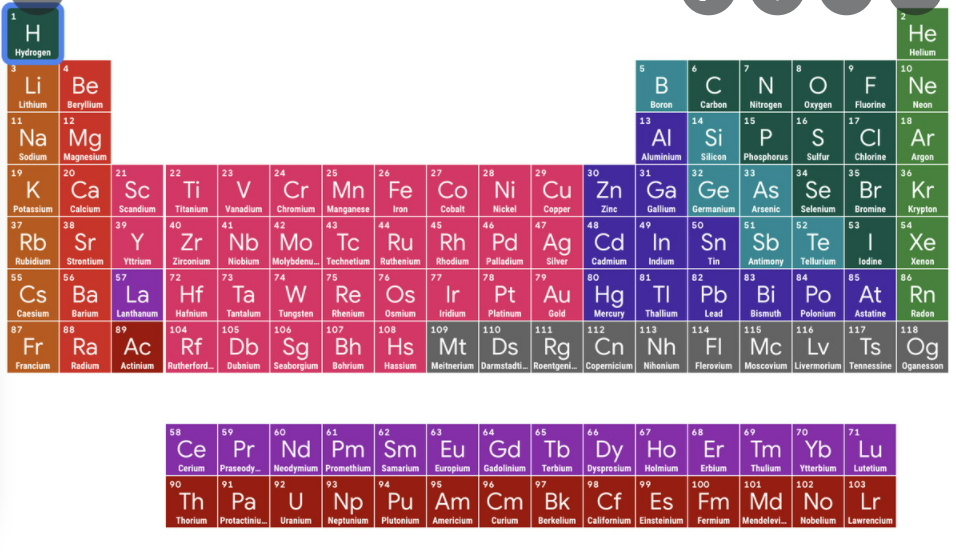 1 2
H He
Hydrogen Helium
3 4 5 6 7 8 9 10
Li Be B C N O F Ne
Lithium Beryllium Boron Carbon Nitrogen Oxygen Fluorine Neon
11 12 13 14 15 16 17 18
Na Mg Al Si P S Cl Ar
Sodium Magnesium Aluminium Silicon Phosphorus Sulfur Chlorine Argon
19 20 21 22 23 24 25 26 27 28 29 30 31 32 33 34 35 36
K Ca Sc Ti V Cr Mn Fe Co Ni Cu Zn Ga Ge As Se Br Kr
Potassium Calcium Scandium Titanium Vanadium Chromium Manganese Iron Cobalt Nickel Copper Zinc Gallium Germanium Arsenic Selenium Bromine Krypton
37 38 39 40 41 42 43 44 45 46 47 48 49 50 51 52 53 54
Rb Sr Y Zr Nb Mo Tc Ru Rh Pd Ag Cd In Sn Sb Te I Xe
Rubidium Strontium Yttrium Zirconium Niobium Molybdenu... Technetium Ruthenium Rhodium Palladium Silver Cadmium Indium Tin Antimony Tellurium Iodine Xenon
55 56 57 72 73 74 75 76 77 78 79 80 81 82 83 84 85 86
Cs Ba La Hf Ta W Re Os Ir Pt Au Hg Tl Pb Bi Po At Rn
Caesium Barium Lanthanum Hafnium Tantalum Tungsten Rhenium Osmium Iridium Platinum Gold Mercury Thallium Lead Bismuth Polonium Astatine Radon
87 88 89 104 105 106 107 108 109 110 111 112 113 114 115 116 117 118
Fr Ra Ac Rf Db Sg Bh Hs Mt Ds Rg Cn Nh Fl Mc Lv Ts Og
Francium Radium Actinium Rutherford... Dubnium Seaborgium Bohrium Hassium Meitnerium Darmstadti... Roentgeni... Copernicium Nihonium Flerovium Moscovium Livermorium Tennessine Oganesson
58 59 60 61 62 63 64 65 66 67 68 69 70 71
Ce Pr Nd Pm Sm Eu Gd Tb Dy Ho Er Tm Yb Lu
Cerium Praseody... Neodymium Promethium Samarium Europium Gadolinium Terbium Dysprosium Holmium Erbium Thulium Ytterbium Lutetium
90 91 92 93 94 95 96 97 98 99 100 101 102 103
Th Pa U Np Pu Am Cm Bk Cf Es Fm Md No Lr
Thorium Protactiniu... Uranium Neptunium Plutonium Americium Curium Berkelium Californium Einsteinium Fermium Mendelevi... Nobelium Lawrencium